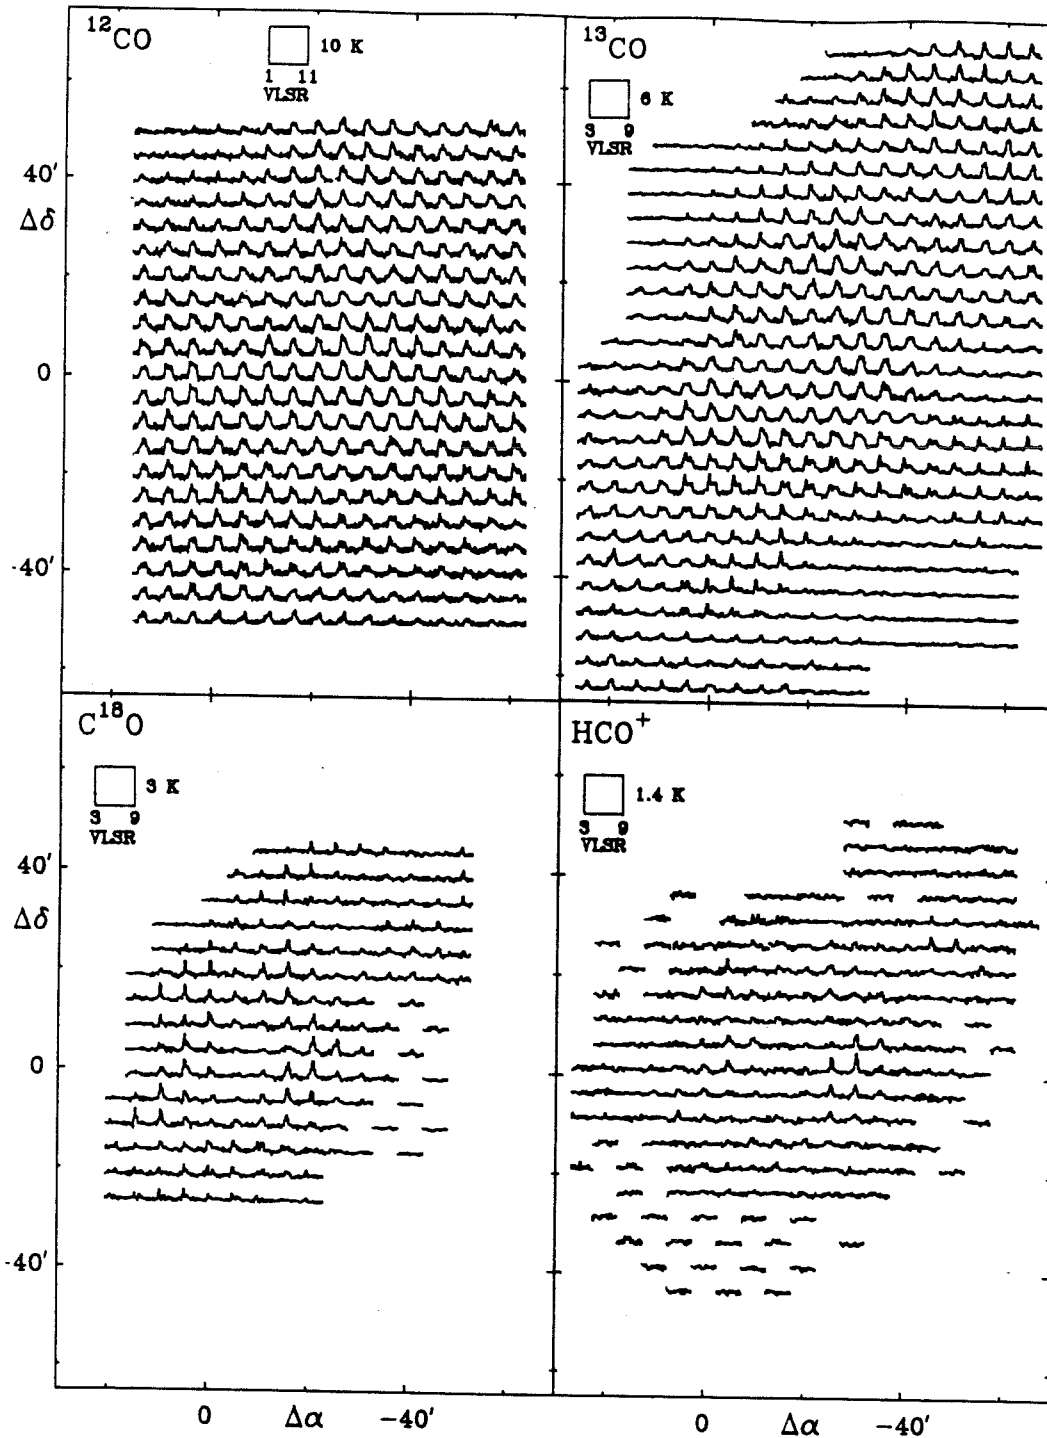 ¹²CO
10 K
1 11
VLSR
¹³CO
6 K
3 9
VLSR
40′
Δδ
0
-40′
C¹⁸O
3 K
3 9
VLSR
HCO⁺
1.4 K
3 9
VLSR
40′
Δδ
0
-40′
0 Δα -40′
0 Δα -40′